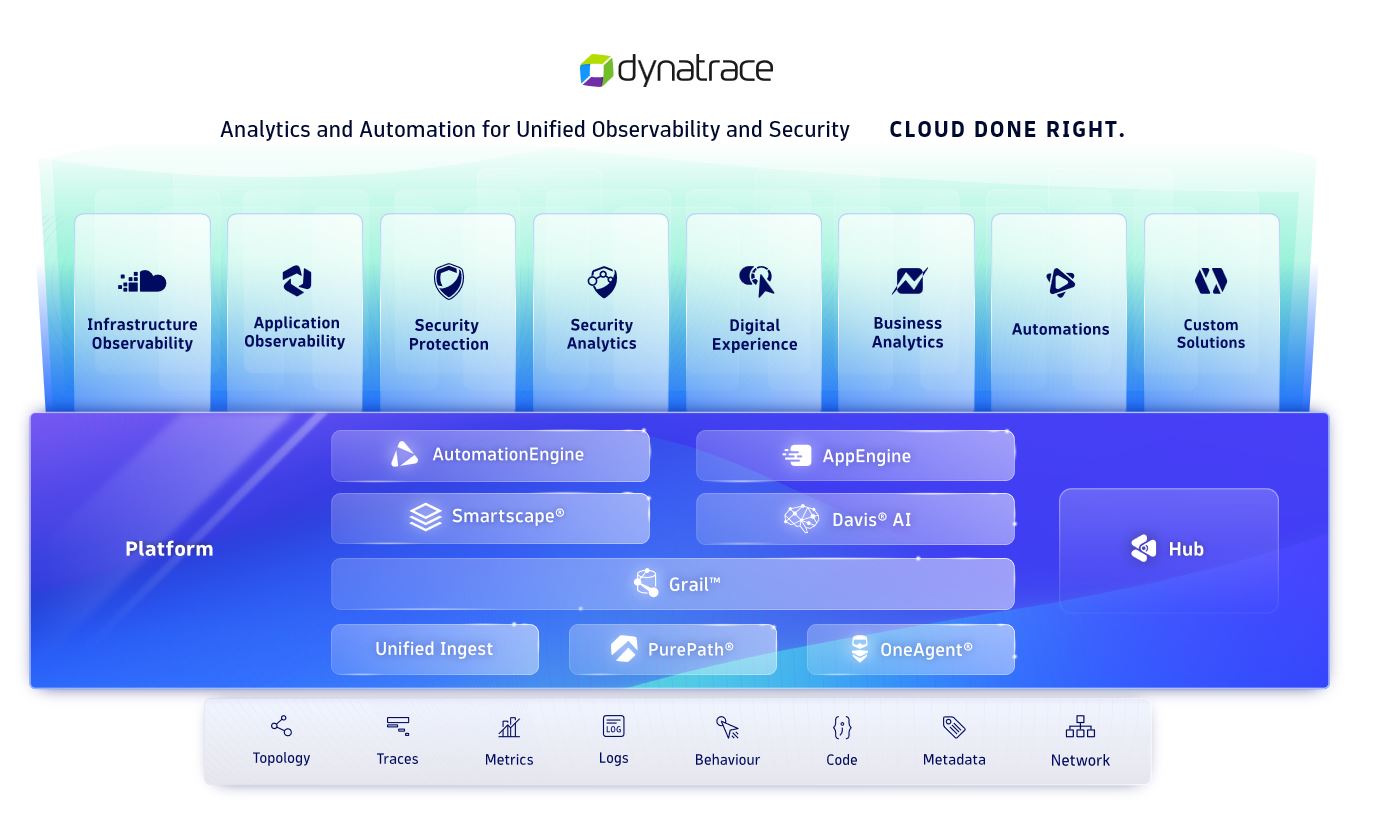 dynatrace
Analytics and Automation for Unified Observability and Security CLOUD DONE RIGHT.
Infrastructure
Observability
Application
Observability
Security
Protection
Security
Analytics
Digital
Experience
Business
Analytics
Automations
Custom
Solutions
Platform
AutomationEngine
AppEngine
Smartscape®
Davis® AI
Grail™
Unified Ingest
PurePath®
OneAgent®
Hub
Topology
Traces
Metrics
LOG
Logs
Behaviour
Code
Metadata
Network